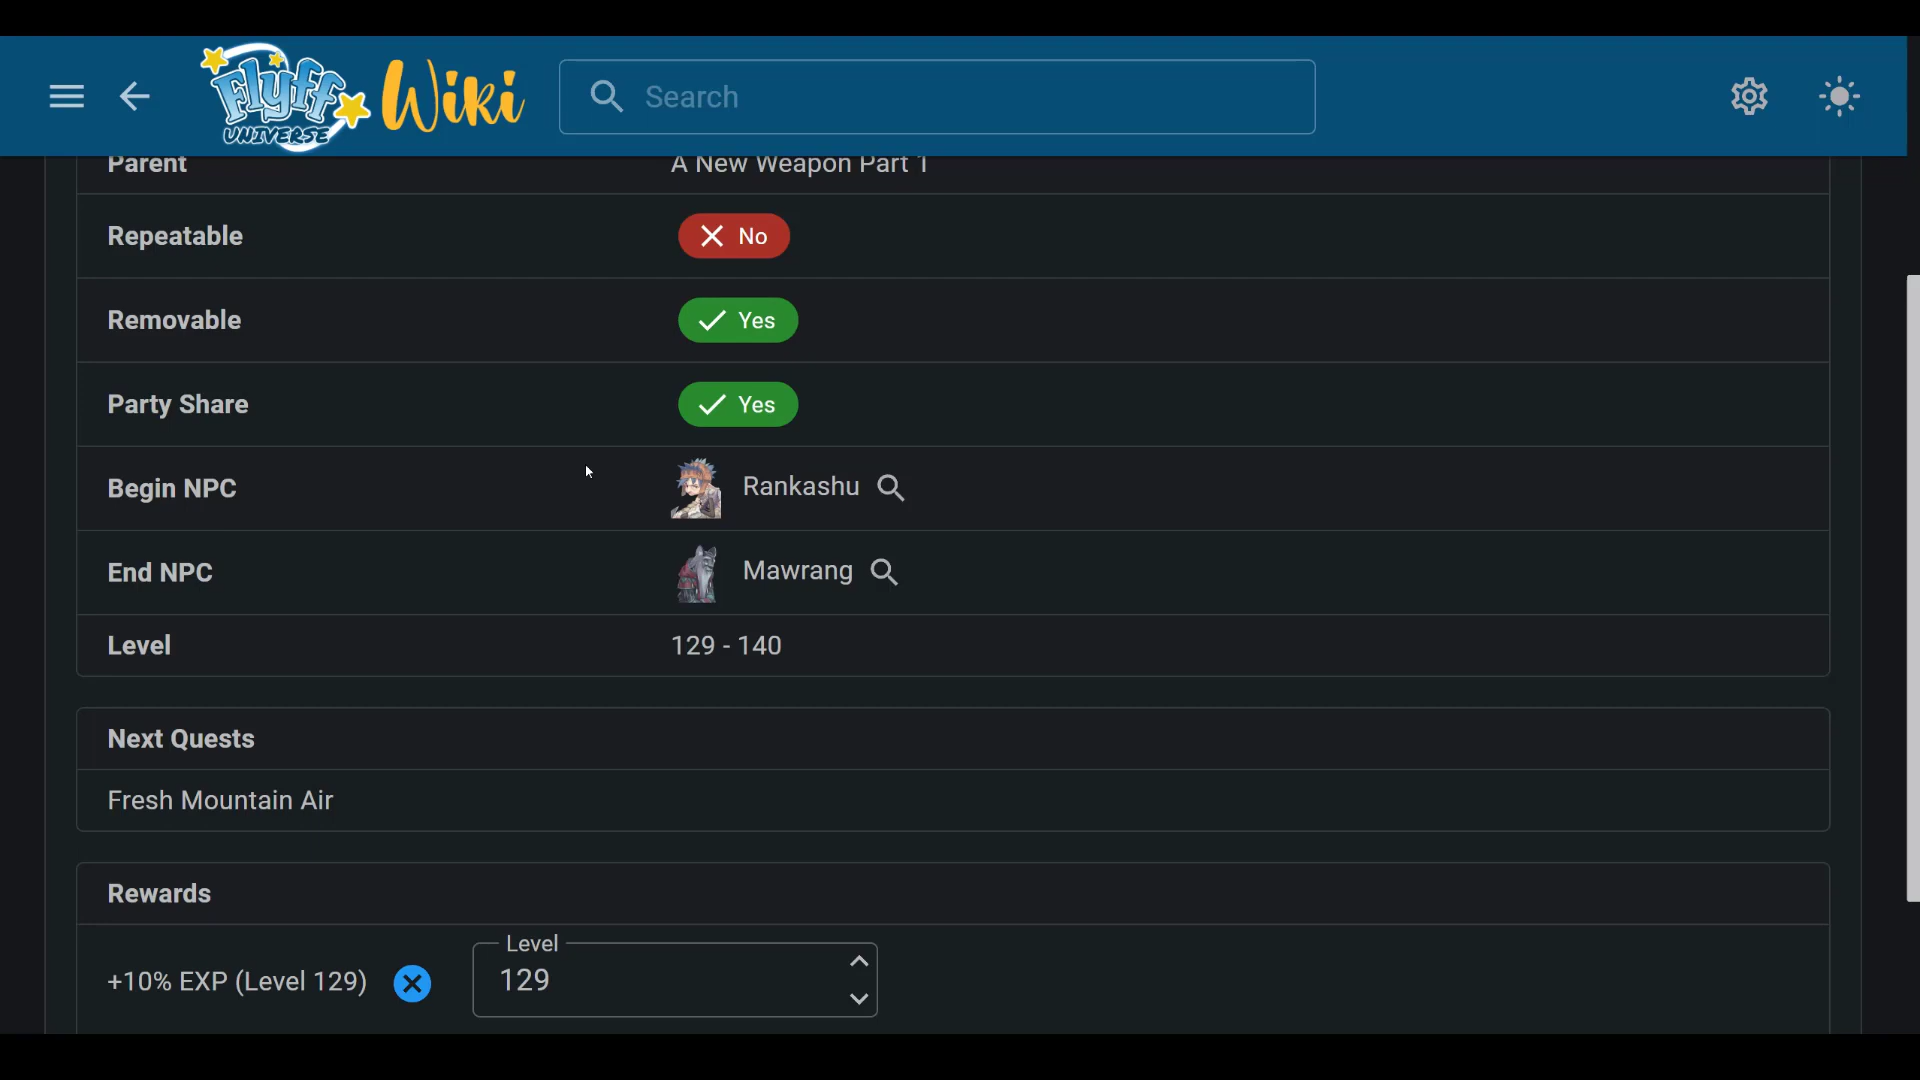 Flyff
UNIVERSE
Wiki
Search
Parent A New Weapon Part 1
Repeatable No
Removable Yes
Party Share Yes
Begin NPC Rankashu
End NPC Mawrang
Level 129 - 140
Next Quests
Fresh Mountain Air
Rewards
Level
+10% EXP (Level 129) 129